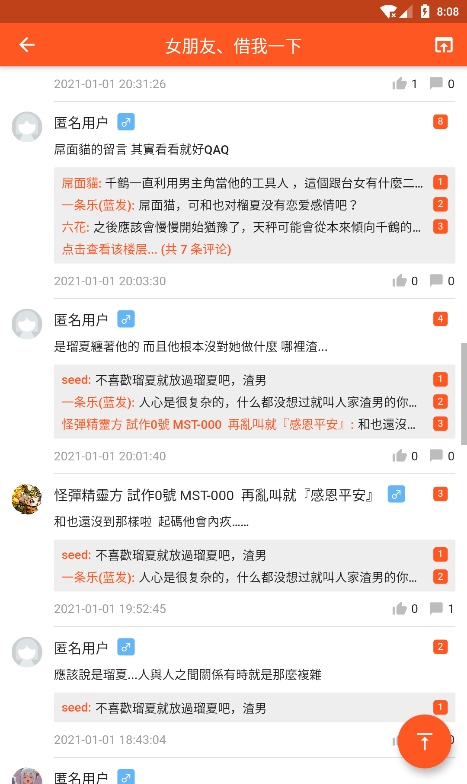 8:08
女朋友、借我一下
2021-01-01 20:31:26 1 0
匿名用户 ♂ 8
屌面貓的留言 其實看看就好QAQ
屌面貓: 千鶴一直利用男主角當他的工具人，這個跟台女有什麼二... 1
一条乐(蓝发): 屌面猫，可和也对榴夏没有恋爱感情吧？ 2
六花: 之後應該會慢慢開始猶豫了，天秤可能會從本來傾向千鶴的... 3
点击查看该楼层... (共 7 条评论)
2021-01-01 20:03:30 0 0
匿名用户 ♂ 4
是瑠夏纏著他的 而且他根本沒對她做什麼 哪裡渣...
seed: 不喜歡瑠夏就放過瑠夏吧，渣男 1
一条乐(蓝发): 人心是很复杂的，什么都没想过就叫人家渣男的你... 2
怪彈精靈方 試作0號 MST-000 再亂叫就『感恩平安』: 和也還沒... 3
2021-01-01 20:01:40 0 0
怪彈精靈方 試作0號 MST-000 再亂叫就『感恩平安』 ♂ 3
和也還沒到那樣啦 起碼他會內疚......
seed: 不喜歡瑠夏就放過瑠夏吧，渣男 1
一条乐(蓝发): 人心是很复杂的，什么都没想过就叫人家渣男的你... 2
2021-01-01 19:52:45 0 1
匿名用户 ♂ 2
應該說是瑠夏...人與人之間關係有時就是那麼複雜
seed: 不喜歡瑠夏就放過瑠夏吧，渣男 1
2021-01-01 18:43:04 0
匿名用户 ♂